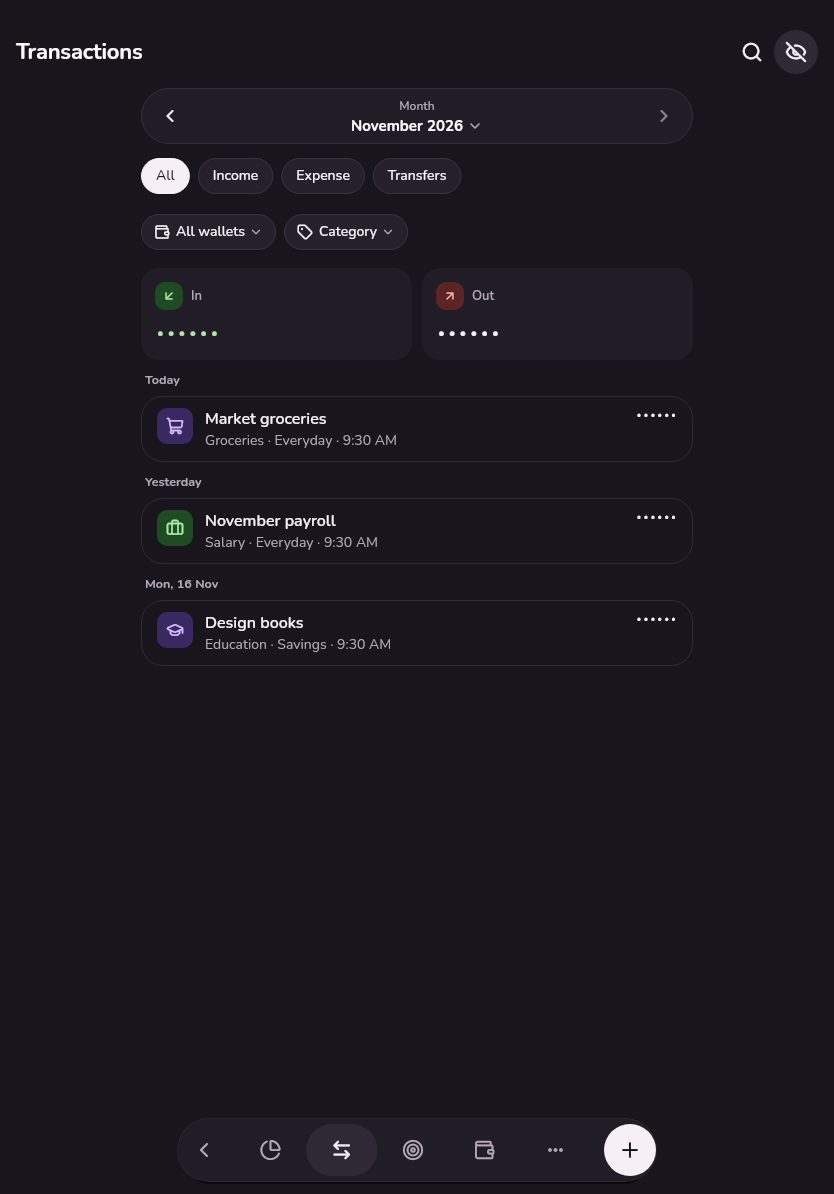 Transactions
Month
November 2026
All Income Expense Transfers
All wallets Category
In Out
•••••• ••••••
Today
Market groceries ••••••
Groceries · Everyday · 9:30 AM
Yesterday
November payroll ••••••
Salary · Everyday · 9:30 AM
Mon, 16 Nov
Design books ••••••
Education · Savings · 9:30 AM